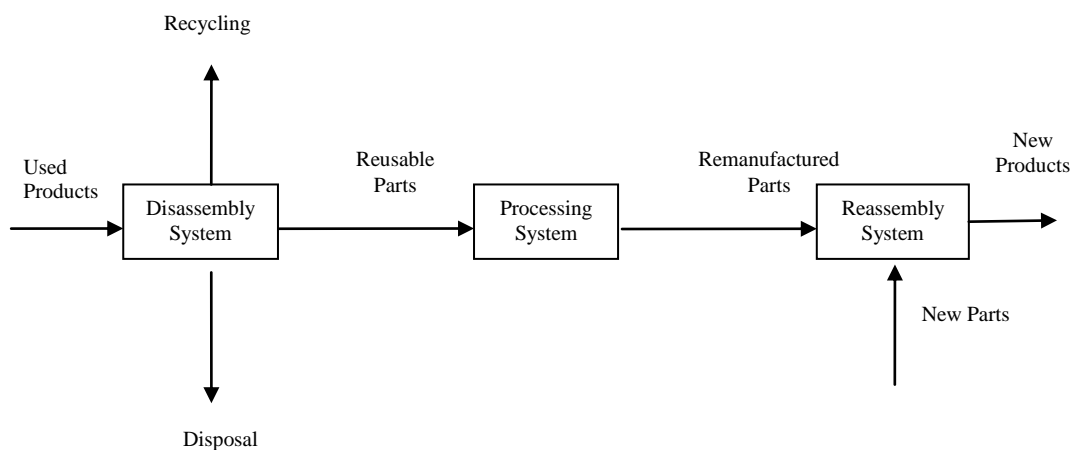 Recycling
Used
Products
Reusable
Parts
Remanufactured
Parts
New
Products
Disassembly
System
Processing
System
Reassembly
System
New Parts
Disposal